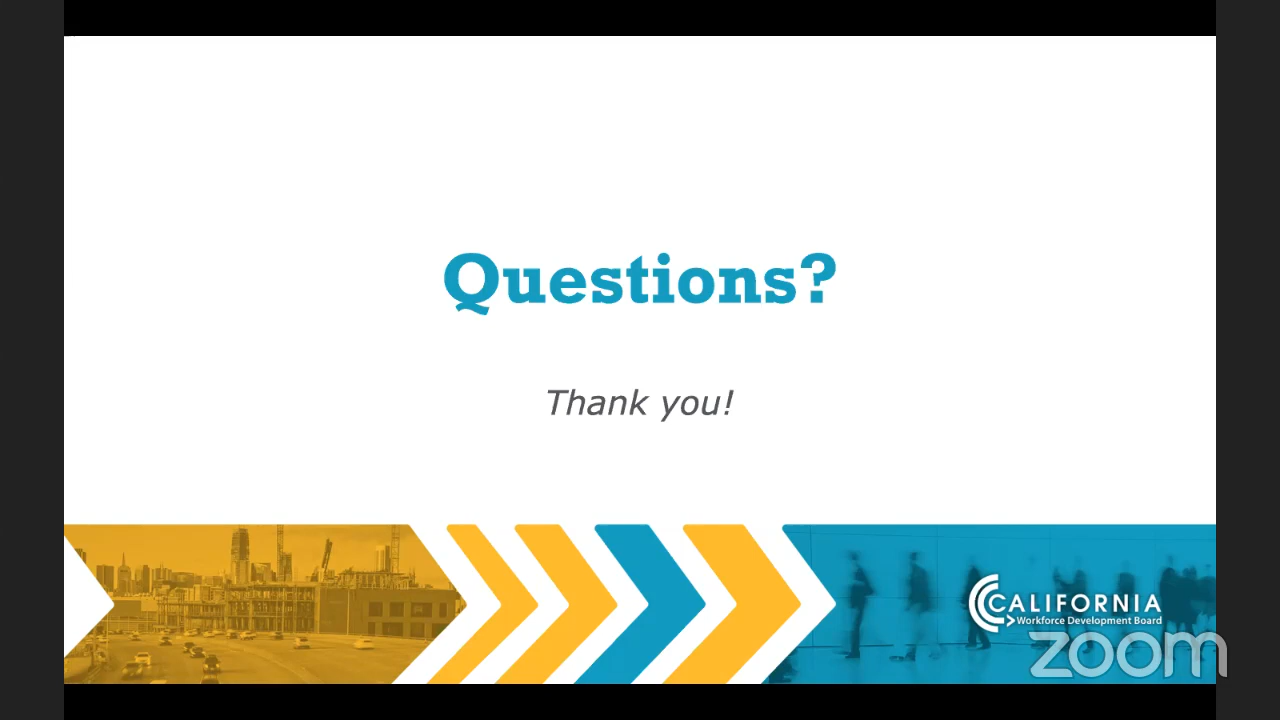 Questions?
Thank you!
CALIFORNIA
Workforce Development Board
zoom